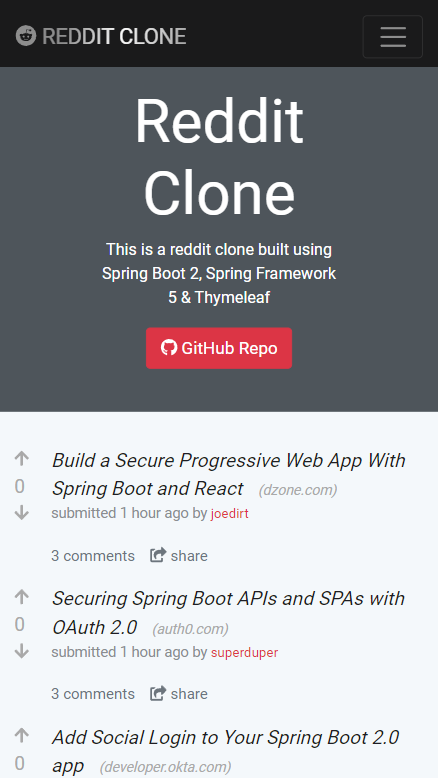 REDDIT CLONE
Reddit
Clone
This is a reddit clone built using
Spring Boot 2, Spring Framework
5 & Thymeleaf
GitHub Repo
Build a Secure Progressive Web App With
0
Spring Boot and React (dzone.com)
submitted 1 hour ago by joedirt
3 comments share
Securing Spring Boot APIs and SPAs with
0
OAuth 2.0 (auth0.com)
submitted 1 hour ago by superduper
3 comments share
Add Social Login to Your Spring Boot 2.0
0
app (developer.okta.com)